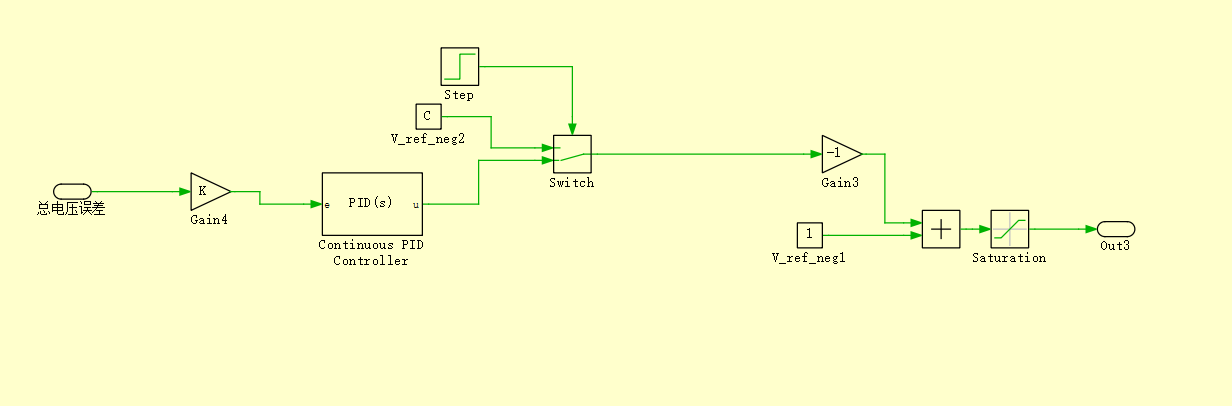 Step
C
V_ref_neg2
Switch
-1
Gain3
总电压误差
K
Gain4
e
PID(s)
u
Continuous PID
Controller
1
V_ref_neg1
Saturation
Out3